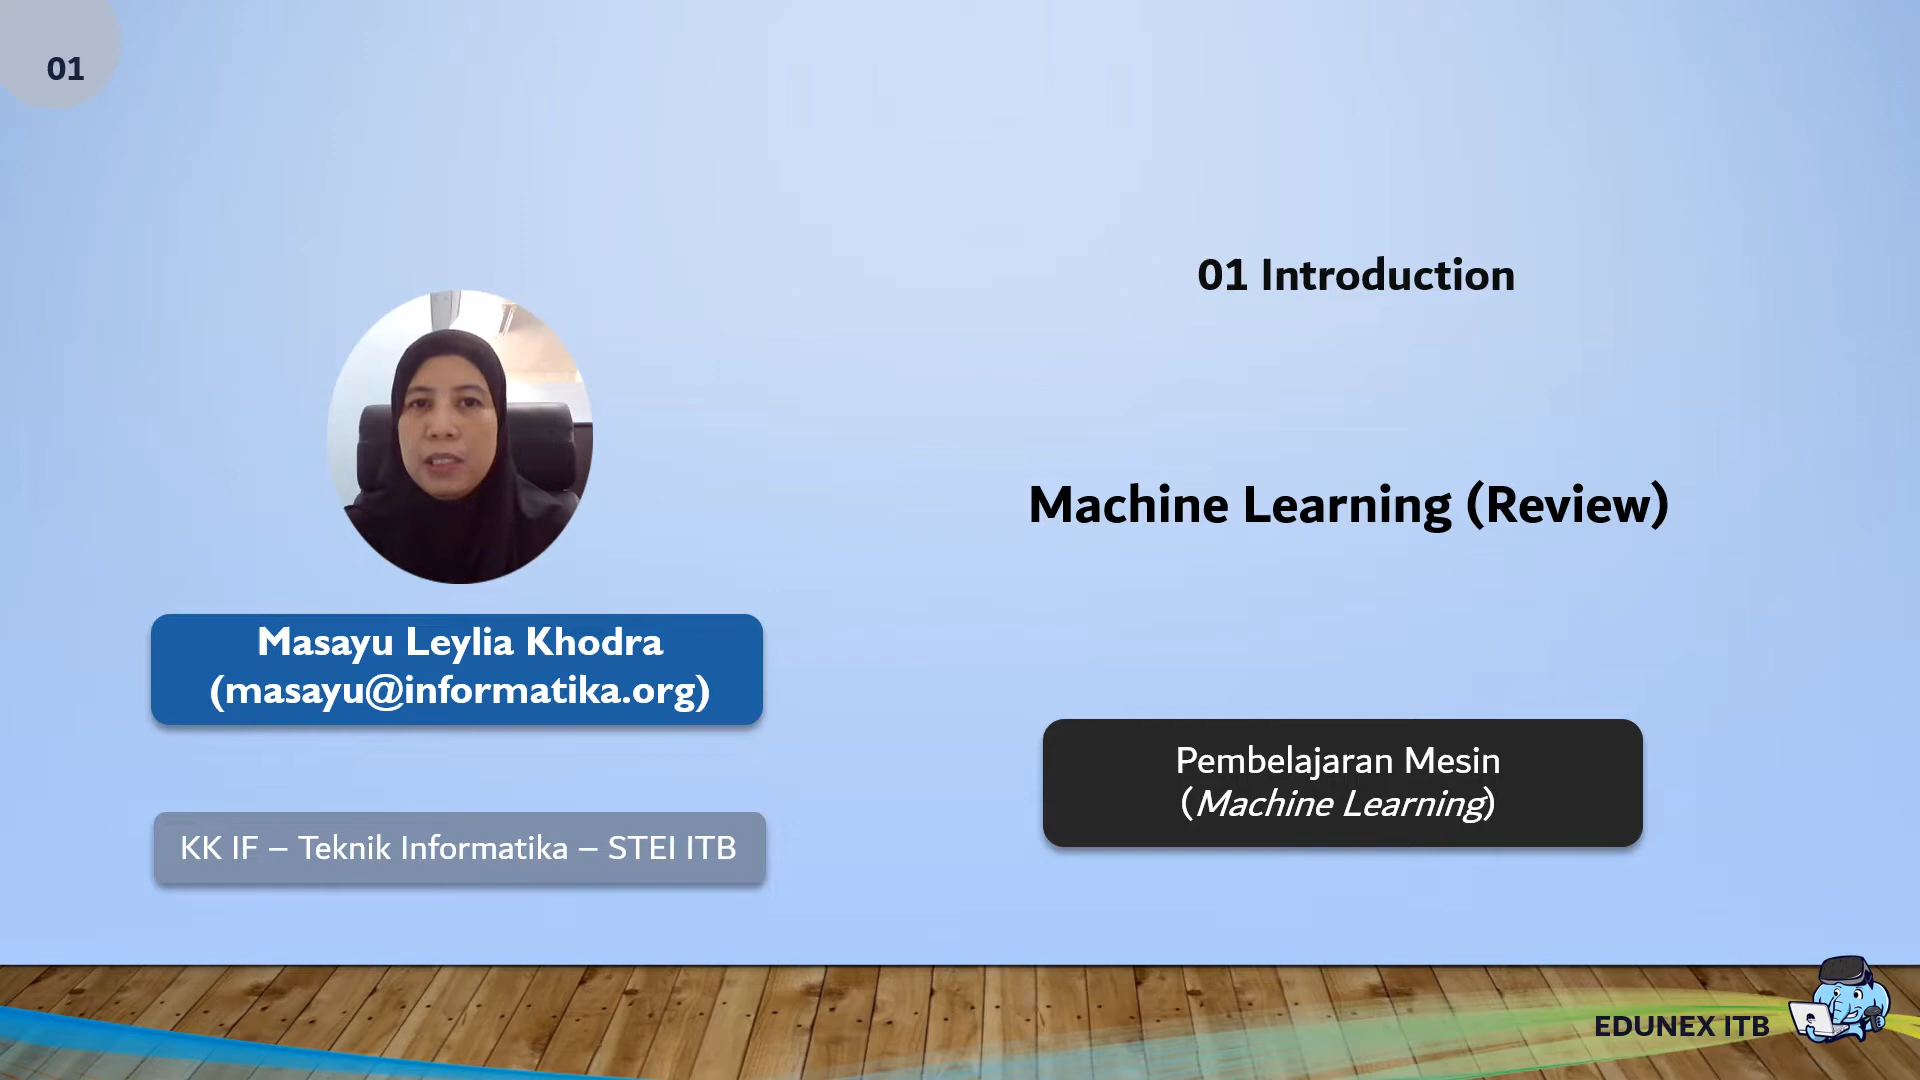 01
01 Introduction
Machine Learning (Review)
Masayu Leylia Khodra
(masayu@informatika.org)
Pembelajaran Mesin
(Machine Learning)
KK IF – Teknik Informatika – STEI ITB
EDUNEX ITB